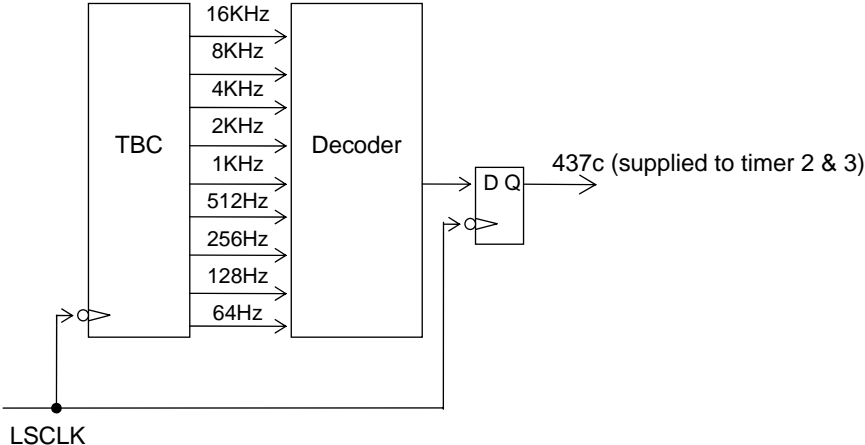 16KHz
8KHz
4KHz
2KHz
TBC
Decoder
1KHz
437c (supplied to timer 2 & 3)
D Q
512Hz
256Hz
128Hz
64Hz
LSCLK